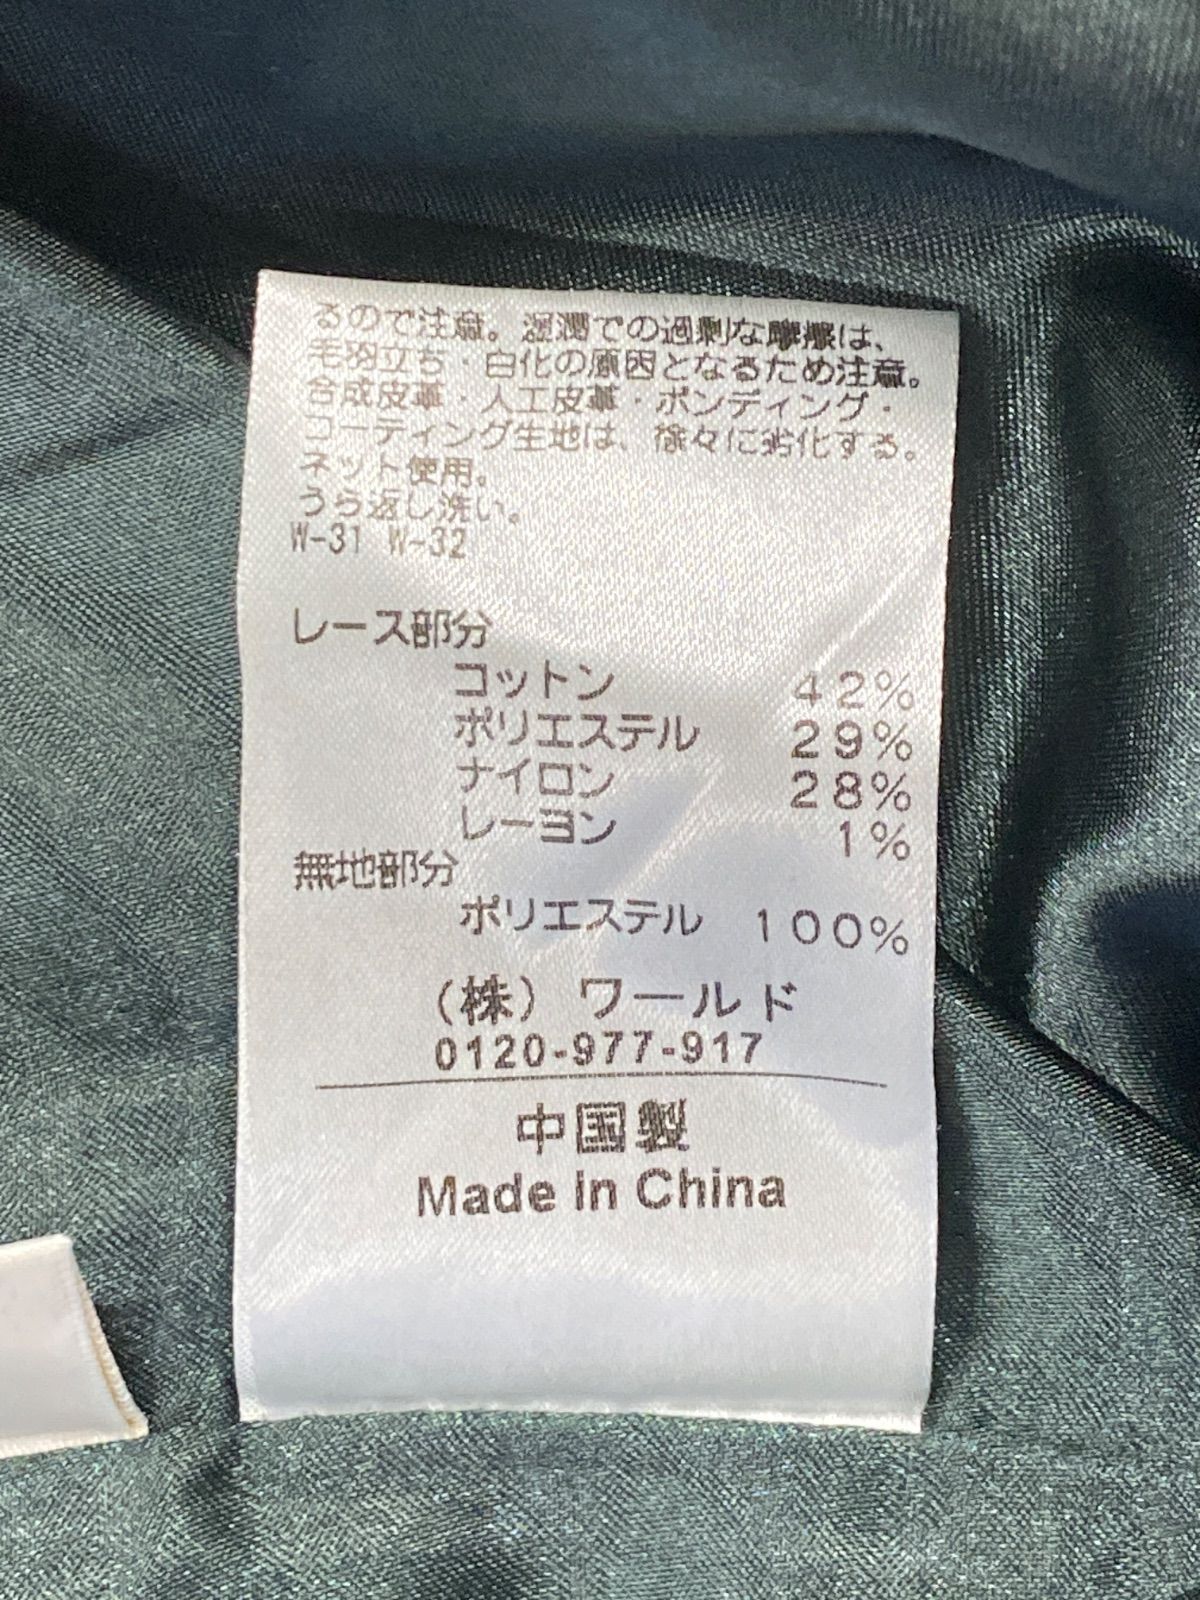 るので注意。湿潤での過剰な摩擦は、
毛羽立ち・白化の原因となるため注意。
合成皮革・人工皮革・ボンディング・
コーティング生地は、徐々に劣化する。
ネット使用。
うら返し洗い。
W-31 W-32
レース部分
コットン 42%
ポリエステル 29%
ナイロン 28%
レーヨン 1%
無地部分
ポリエステル 100%
（株）ワールド
0120-977-917
中国製
Made in China